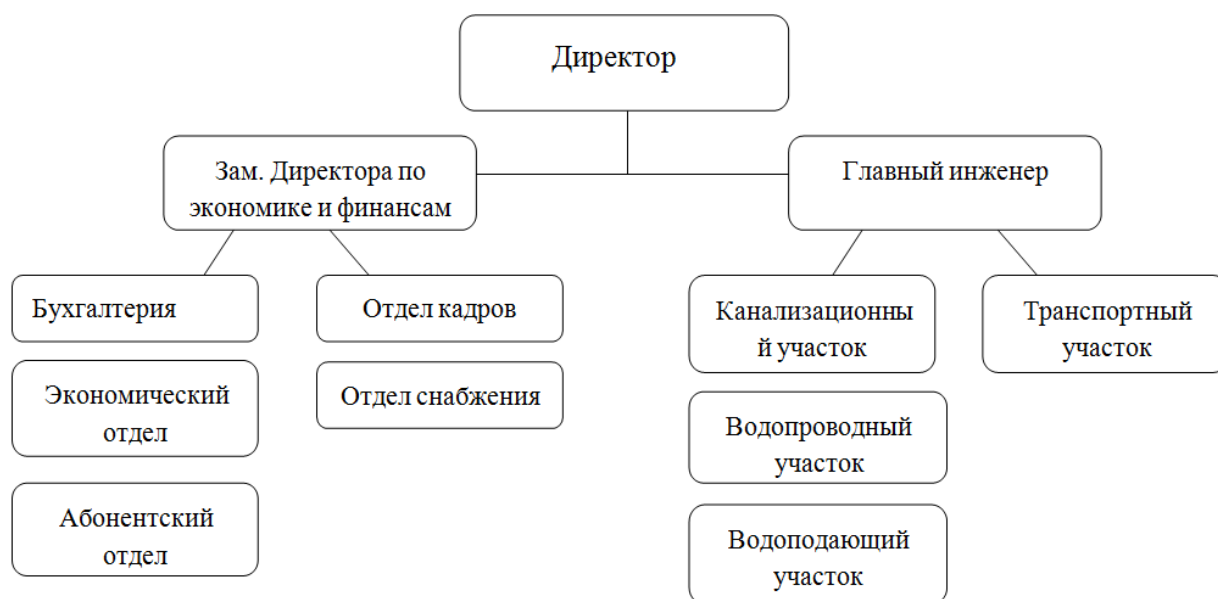 Директор
Зам. Директора по
экономике и финансам
Главный инженер
Бухгалтерия
Отдел кадров
Канализационны
й участок
Транспортный
участок
Экономический
отдел
Отдел снабжения
Водопроводный
участок
Абонентский
отдел
Водоподающий
участок